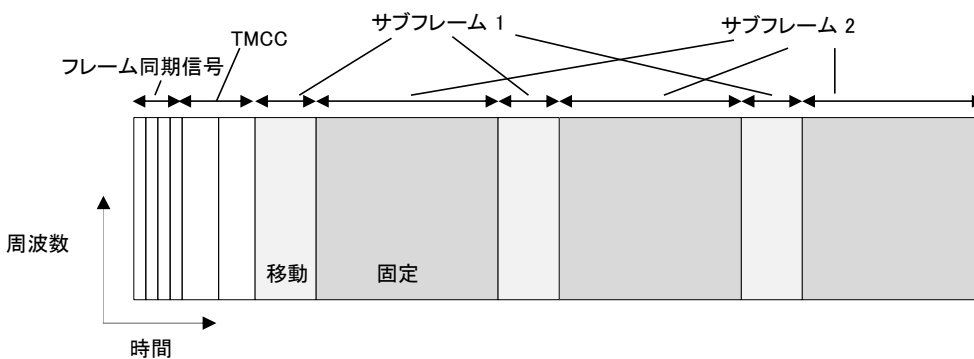 サブフレーム 1
サブフレーム 2
TMCC
フレーム同期信号
周波数
移動
固定
時間